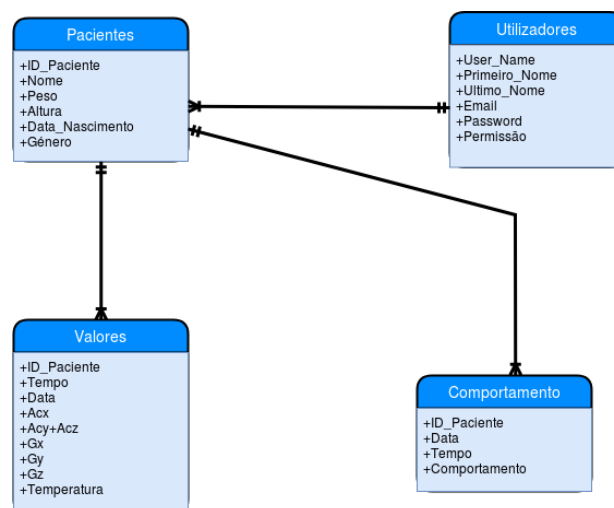 Pacientes
+ID_Paciente
+Nome
+Peso
+Altura
+Data_Nascimento
+Género
Utilizadores
+User_Name
+Primeiro_Nome
+Ultimo_Nome
+Email
+Password
+Permissão
Valores
+ID_Paciente
+Tempo
+Data
+Acx
+Acy+Acz
+Gx
+Gy
+Gz
+Temperatura
Comportamento
+ID_Paciente
+Data
+Tempo
+Comportamento